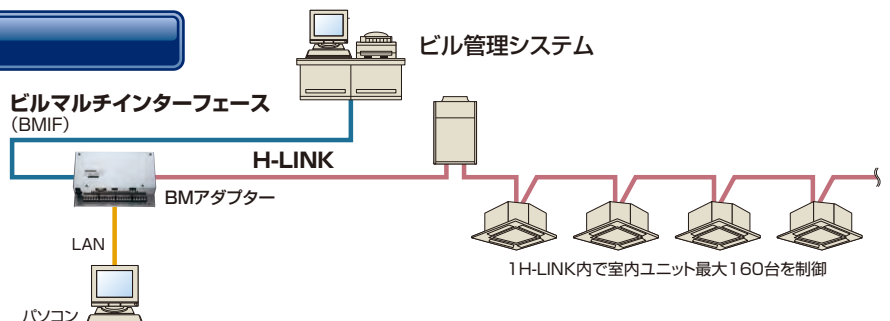 ビル管理システム
ビルマルチインターフェース
（BMIF）
H-LINK
BMアダプター
LAN
1H-LINK内で室内ユニット最大160台を制御
パソコン